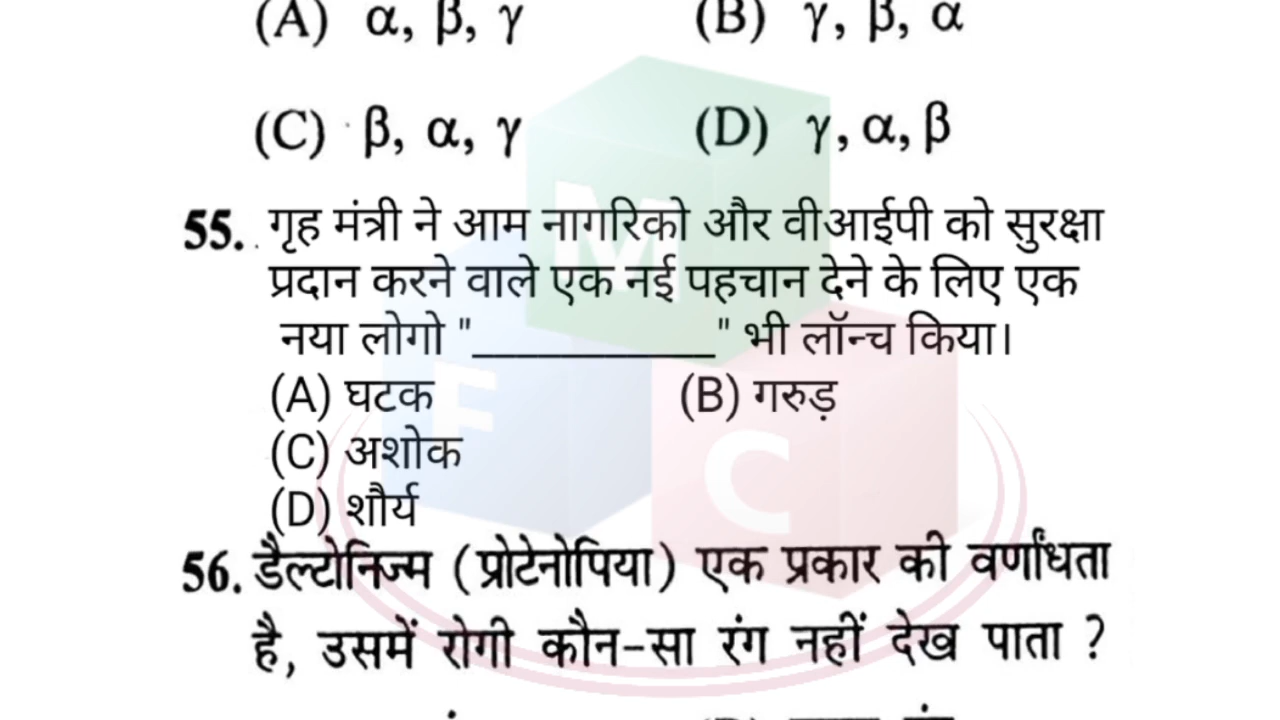 (A) α, β, γ (B) γ, β, α
(C) β, α, γ (D) γ, α, β
55. गृह मंत्री ने आम नागरिको और वीआईपी को सुरक्षा
प्रदान करने वाले एक नई पहचान देने के लिए एक
नया लोगो "__________" भी लॉन्च किया।
(A) घटक (B) गरुड़
(C) अशोक
(D) शौर्य
56. डैल्टोनिज्म (प्रोटेनोपिया) एक प्रकार की वर्णांधता
है, उसमें रोगी कौन-सा रंग नहीं देख पाता ?
M
F
C